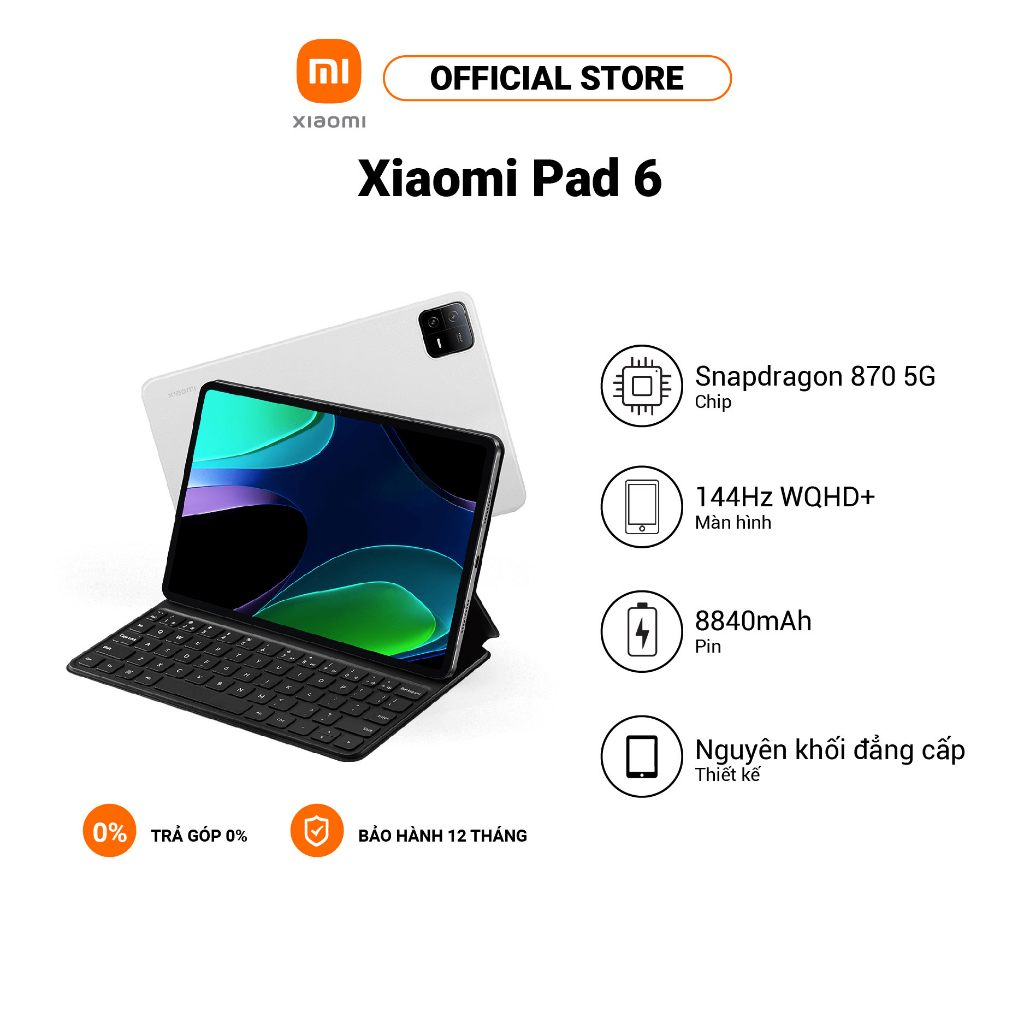 mi
xiaomi
OFFICIAL STORE
Xiaomi Pad 6
xiaomi
Snapdragon 870 5G
Chip
144Hz WQHD+
Màn hình
8840mAh
Pin
Nguyên khối đẳng cấp
Thiết kế
0%
TRẢ GÓP 0%
BẢO HÀNH 12 THÁNG